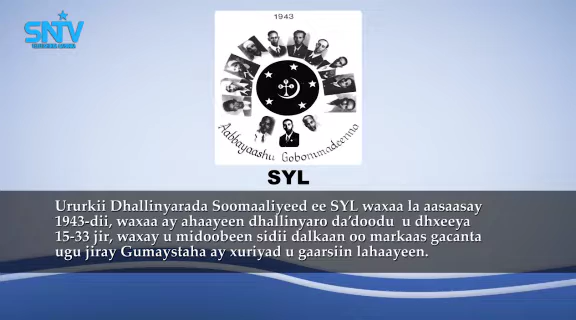 SNTV
1943
Aabbayaashu Gobonimadoonno
SYL
Ururkii Dhallinyarada Soomaaliyeed ee SYL waxaa la aasaasay
1943-dii, waxaa ay ahaayeen dhallinyaro da'doodu u dhxeeya
15-33 jir, waxay u midoobeen sidii dalkaan oo markaas gacanta
ugu jiray Gumaystaha ay xuriyad u gaarsiin lahaayeen.